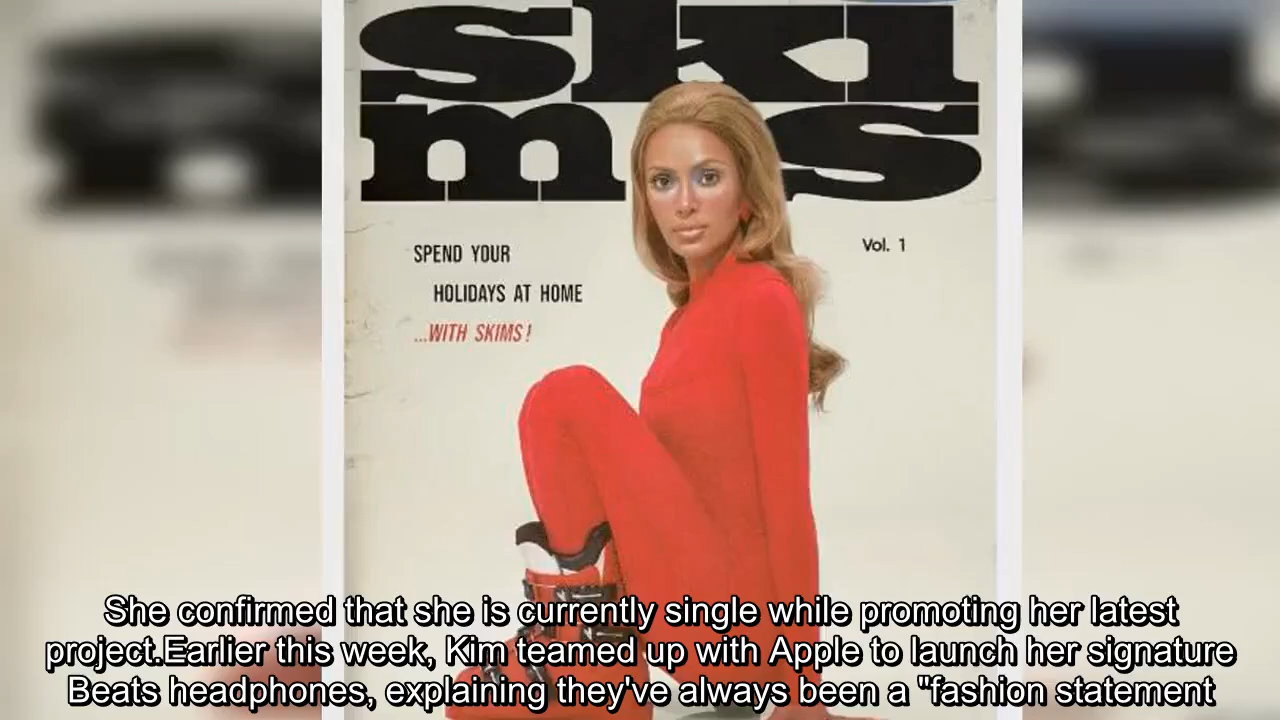 ski
ms
SPEND YOUR
HOLIDAYS AT HOME
...WITH SKIMS!
Vol. 1
She confirmed that she is currently single while promoting her latest
project.Earlier this week, Kim teamed up with Apple to launch her signature
Beats headphones, explaining they've always been a "fashion statement